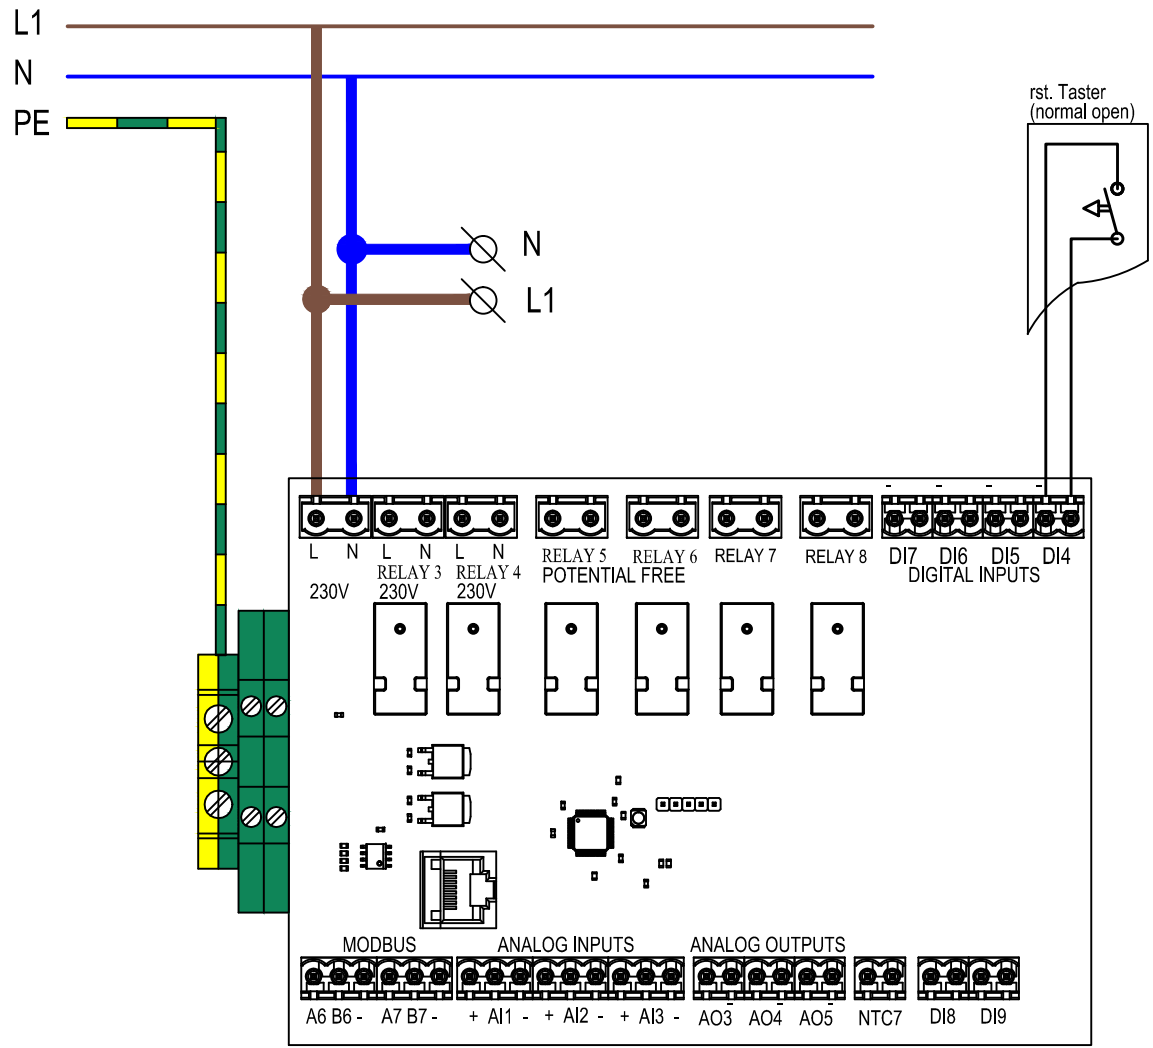 L1
N
PE
rst. Taster
(normal open)
N
L1
- - - -
L N L N L N RELAY 5 RELAY 6 RELAY 7 RELAY 8 DI7 DI6 DI5 DI4
RELAY 3 RELAY 4 POTENTIAL FREE DIGITAL INPUTS
230V 230V 230V
MODBUS ANALOG INPUTS ANALOG OUTPUTS
A6 B6 - A7 B7 - + AI1 - + AI2 - + AI3 - AO3 - AO4 - AO5 - NTC7 DI8 DI9